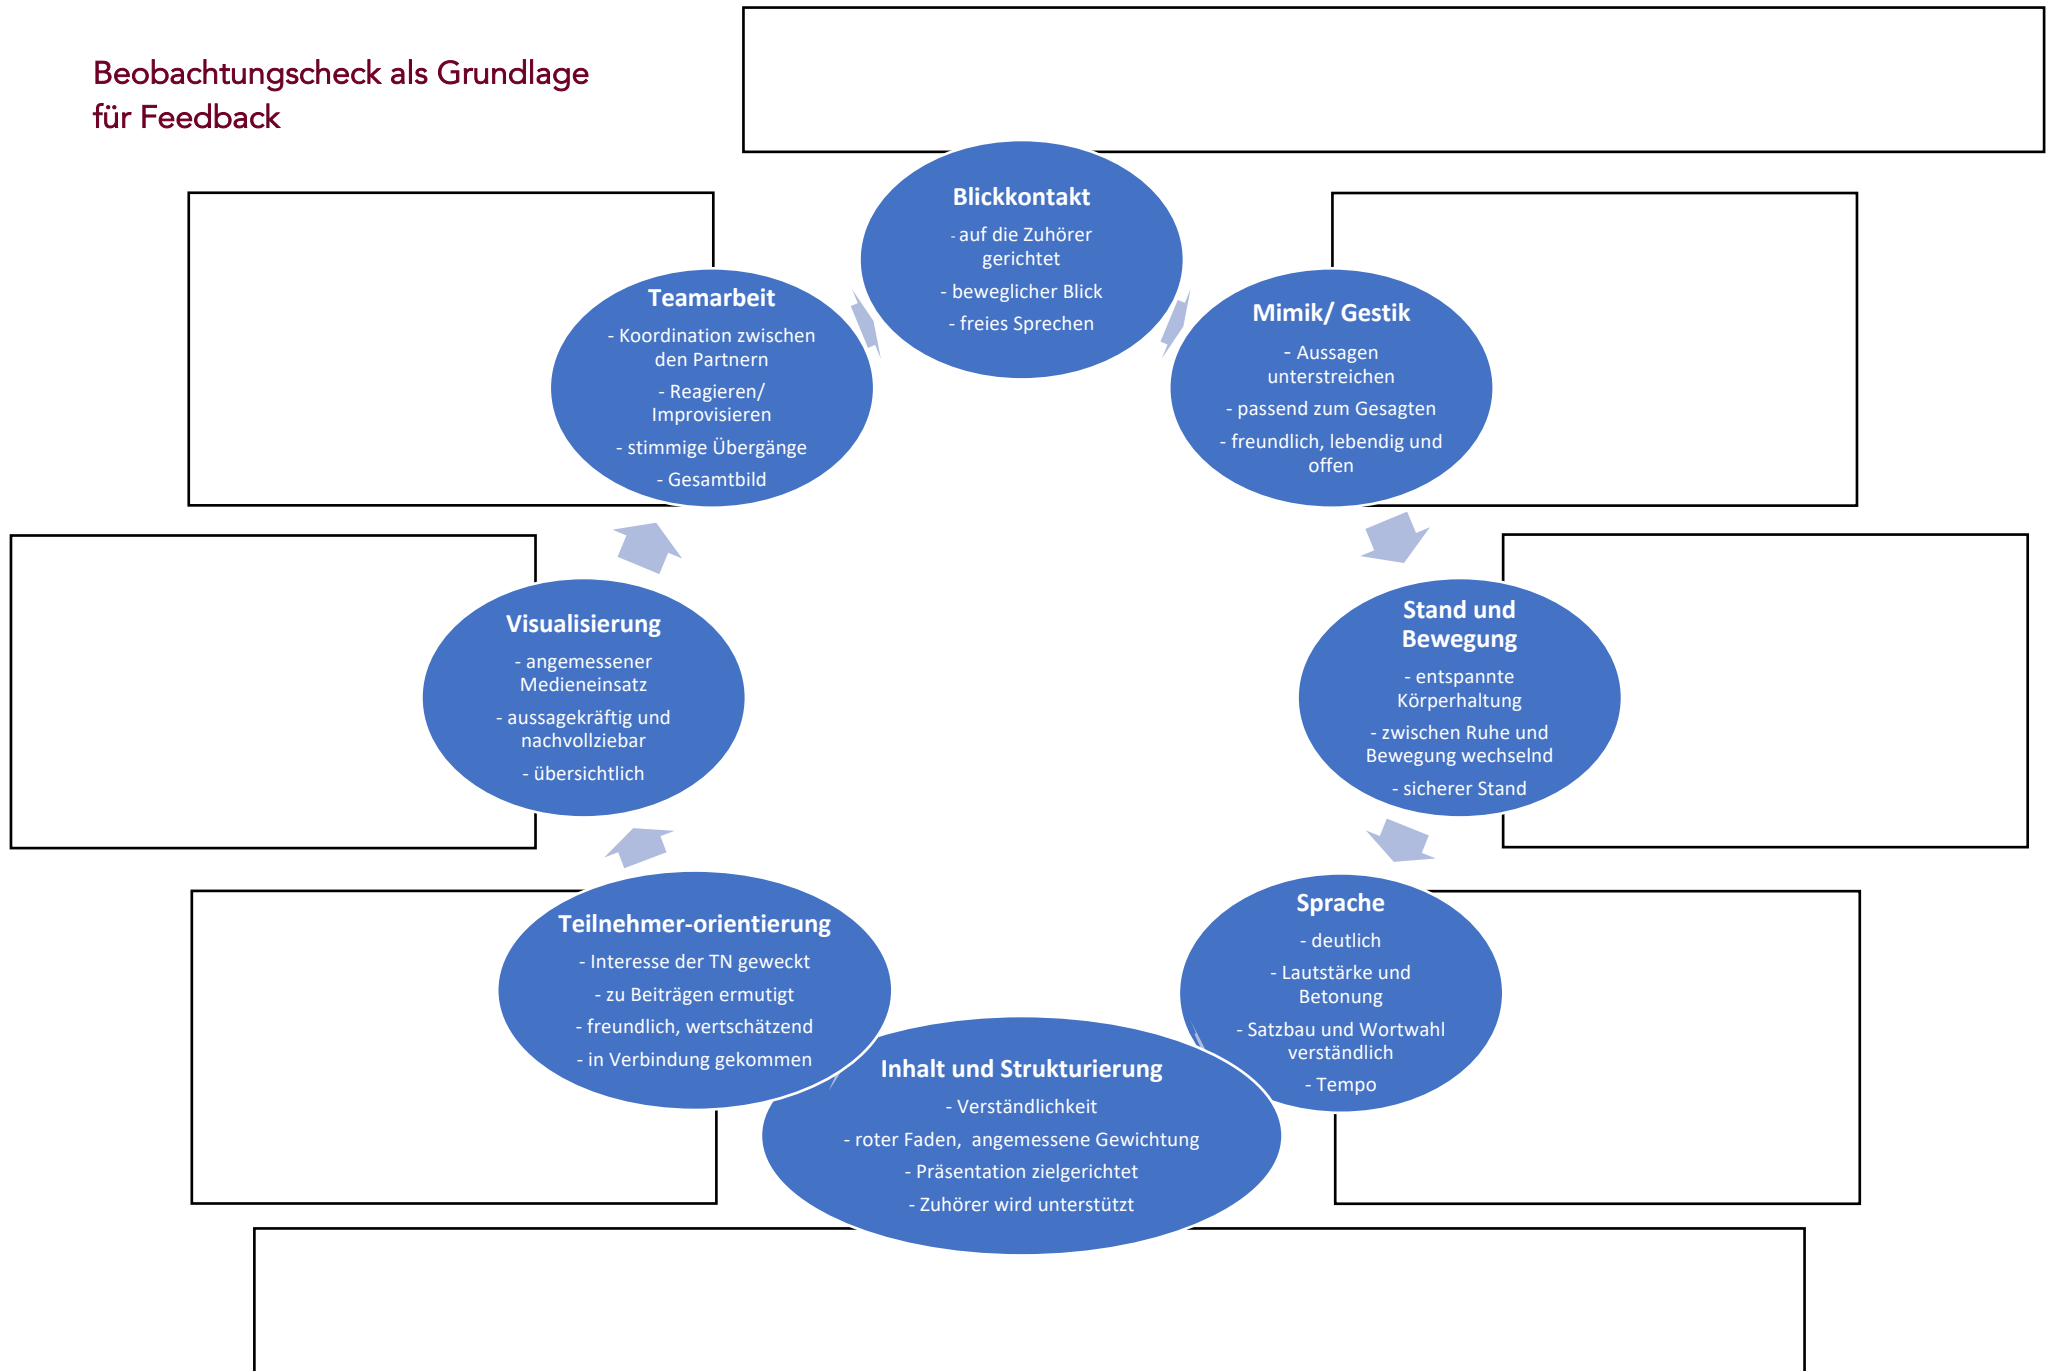 Beobachtungscheck als Grundlage
für Feedback
Blickkontakt
- auf die Zuhörer
gerichtet
- beweglicher Blick
- freies Sprechen
Mimik/ Gestik
- Aussagen
unterstreichen
- passend zum Gesagten
- freundlich, lebendig und
offen
Stand und
Bewegung
- entspannte
Körperhaltung
- zwischen Ruhe und
Bewegung wechselnd
- sicherer Stand
Sprache
- deutlich
- Lautstärke und
Betonung
- Satzbau und Wortwahl
verständlich
- Tempo
Inhalt und Strukturierung
- Verständlichkeit
- roter Faden,  angemessene Gewichtung
- Präsentation zielgerichtet
- Zuhörer wird unterstützt
Teilnehmer-orientierung
- Interesse der TN geweckt
- zu Beiträgen ermutigt
- freundlich, wertschätzend
- in Verbindung gekommen
Visualisierung
- angemessener
Medieneinsatz
- aussagekräftig und
nachvollziebar
- übersichtlich
Teamarbeit
- Koordination zwischen
den Partnern
- Reagieren/
Improvisieren
- stimmige Übergänge
- Gesamtbild